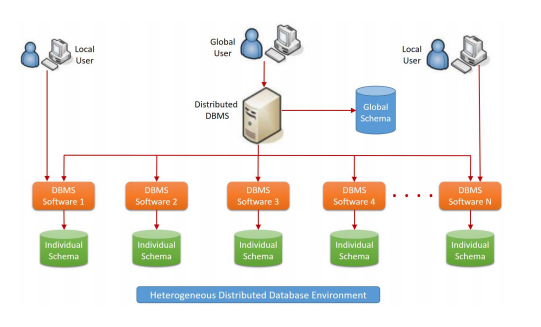 Local
User
Global
User
Local
User
Distributed
DBMS
Global
Schema
DBMS
Software 1
DBMS
Software 2
DBMS
Software 3
DBMS
Software 4
DBMS
Software N
Individual
Schema
Individual
Schema
Individual
Schema
Individual
Schema
Individual
Schema
Heterogeneous Distributed Database Environment